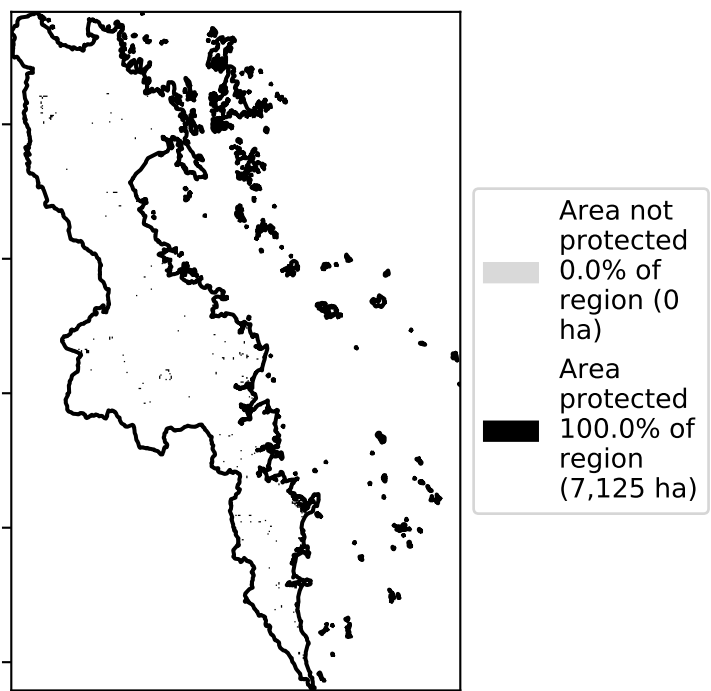 Area not
protected
0.0% of
region (0
ha)
Area
protected
100.0% of
region
(7,125 ha)